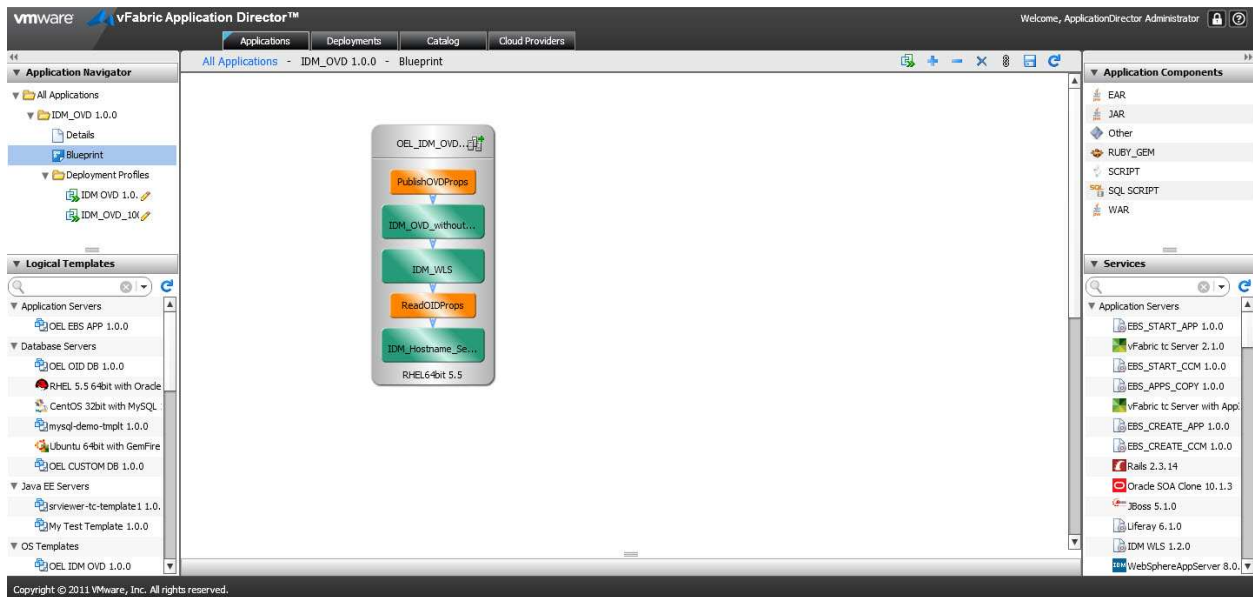 vmware vFabric Application Director™
Welcome, ApplicationDirector Administrator
Applications Deployments Catalog Cloud Providers
Application Navigator
All Applications
IDM_OVD 1.0.0
Details
Blueprint
Deployment Profiles
IDM OVD 1.0.
IDM_OVD_10(
Logical Templates
Application Servers
OEL EBS APP 1.0.0
Database Servers
OEL OID DB 1.0.0
RHEL 5.5 64bit with Oracle
CentOS 32bit with MySQL
mysql-demo-tmplt 1.0.0
Ubuntu 64bit with GemFire
OEL CUSTOM DB 1.0.0
Java EE Servers
srviewer-tc-template1 1.0.
My Test Template 1.0.0
OS Templates
OEL IDM OVD 1.0.0
All Applications - IDM_OVD 1.0.0 - Blueprint
OEL_IDM_OVD...
PublishOVDProps
IDM_OVD_without...
IDM_WLS
ReadOIDProps
IDM_Hostname_Se...
RHEL64bit 5.5
Application Components
EAR
JAR
Other
RUBY_GEM
SCRIPT
SQL SCRIPT
WAR
Services
Application Servers
EBS_START_APP 1.0.0
vFabric tc Server 2.1.0
EBS_START_CCM 1.0.0
EBS_APPS_COPY 1.0.0
vFabric tc Server with App
EBS_CREATE_APP 1.0.0
EBS_CREATE_CCM 1.0.0
Rails 2.3.14
Oracle SOA Clone 10.1.3
JBoss 5.1.0
Liferay 6.1.0
IDM WLS 1.2.0
WebSphereAppServer 8.0.
Copyright © 2011 VMware, Inc. All rights reserved.